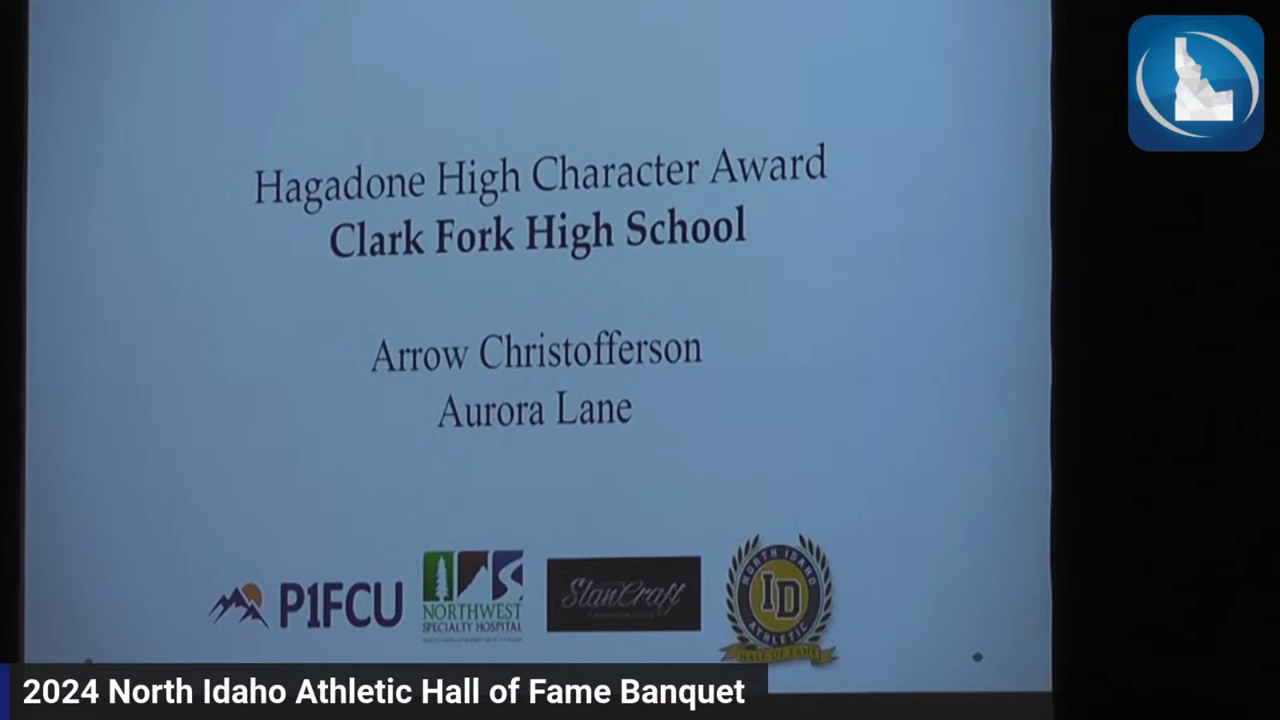 Hagadone High Character Award
Clark Fork High School
Arrow Christofferson
Aurora Lane
P1FCU
NORTHWEST
SPECIALTY HOSPITAL
StanCraft
NORTH IDAHO
ID
ATHLETIC
HALL OF FAME
2024 North Idaho Athletic Hall of Fame Banquet